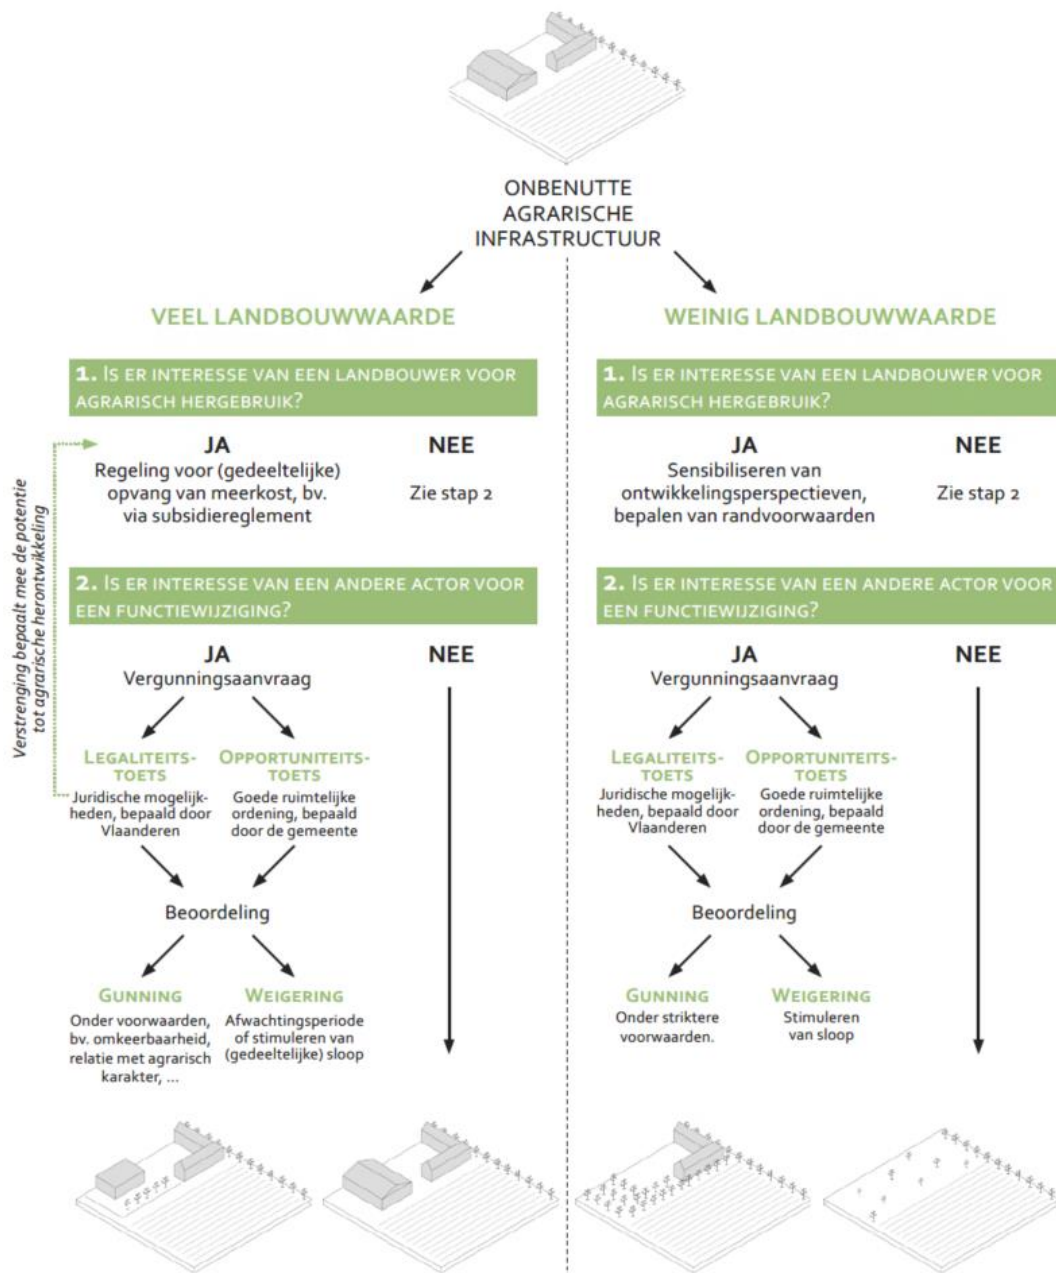 ONBENUTTE
AGRARISCHE
INFRASTRUCTUUR
VEEL LANDBOUWWAARDE
1. IS ER INTERESSE VAN EEN LANDBOUWER VOOR
AGRARISCH HERGEBRUIK?
JA
Regeling voor (gedeeltelijke)
opvang van meerkost, bv.
via subsidiereglement
NEE
Zie stap 2
2. IS ER INTERESSE VAN EEN ANDERE ACTOR VOOR
EEN FUNCTIEWIJZIGING?
JA
Vergunningsaanvraag
NEE
LEGALITEITS-
TOETS
Juridische mogelijk-
heden, bepaald door
Vlaanderen
OPPORTUNITEITS-
TOETS
Goede ruimtelijke
ordening, bepaald
door de gemeente
Beoordeling
GUNNING
Onder voorwaarden,
bv. omkeerbaarheid,
relatie met agrarisch
karakter, ...
WEIGERING
Afwachtingsperiode
of stimuleren van
(gedeeltelijke) sloop
Verstrenging bepaalt mee de potentie
tot agrarische herontwikkeling
WEINIG LANDBOUWWAARDE
1. IS ER INTERESSE VAN EEN LANDBOUWER VOOR
AGRARISCH HERGEBRUIK?
JA
Sensibiliseren van
ontwikkelingsperspectieven,
bepalen van randvoorwaarden
NEE
Zie stap 2
2. IS ER INTERESSE VAN EEN ANDERE ACTOR VOOR
EEN FUNCTIEWIJZIGING?
JA
Vergunningsaanvraag
NEE
LEGALITEITS-
TOETS
Juridische mogelijk-
heden, bepaald door
Vlaanderen
OPPORTUNITEITS-
TOETS
Goede ruimtelijke
ordening, bepaald
door de gemeente
Beoordeling
GUNNING
Onder striktere
voorwaarden.
WEIGERING
Stimuleren
van sloop